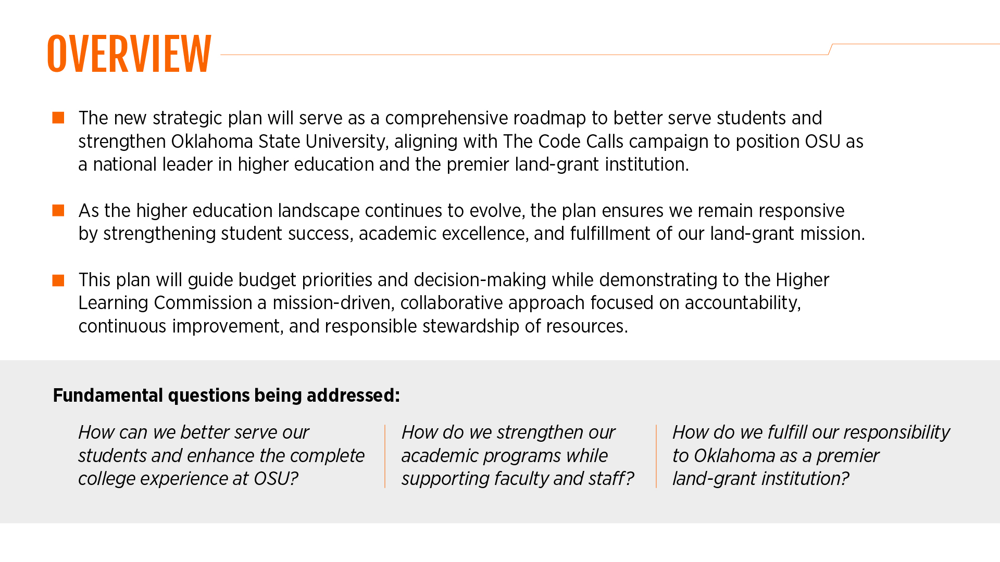 OVERVIEW
The new strategic plan will serve as a comprehensive roadmap to better serve students and
strengthen Oklahoma State University, aligning with The Code Calls campaign to position OSU as
a national leader in higher education and the premier land-grant institution.
As the higher education landscape continues to evolve, the plan ensures we remain responsive
by strengthening student success, academic excellence, and fulfillment of our land-grant mission.
This plan will guide budget priorities and decision-making while demonstrating to the Higher
Learning Commission a mission-driven, collaborative approach focused on accountability,
continuous improvement, and responsible stewardship of resources.
Fundamental questions being addressed:
How can we better serve our
students and enhance the complete
college experience at OSU?
How do we strengthen our
academic programs while
supporting faculty and staff?
How do we fulfill our responsibility
to Oklahoma as a premier
land-grant institution?